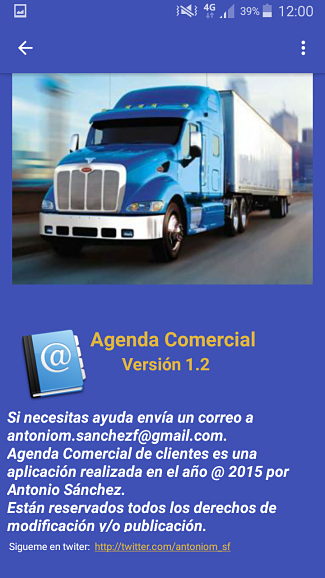 4G 39% 12:00
Agenda Comercial
Versión 1.2
Si necesitas ayuda envía un correo a
antoniom.sanchezf@gmail.com.
Agenda Comercial de clientes es una
aplicación realizada en el año @ 2015 por
Antonio Sánchez.
Están reservados todos los derechos de
modificación y/o publicación.
Sigueme en twiter: http://twitter.com/antoniom_sf